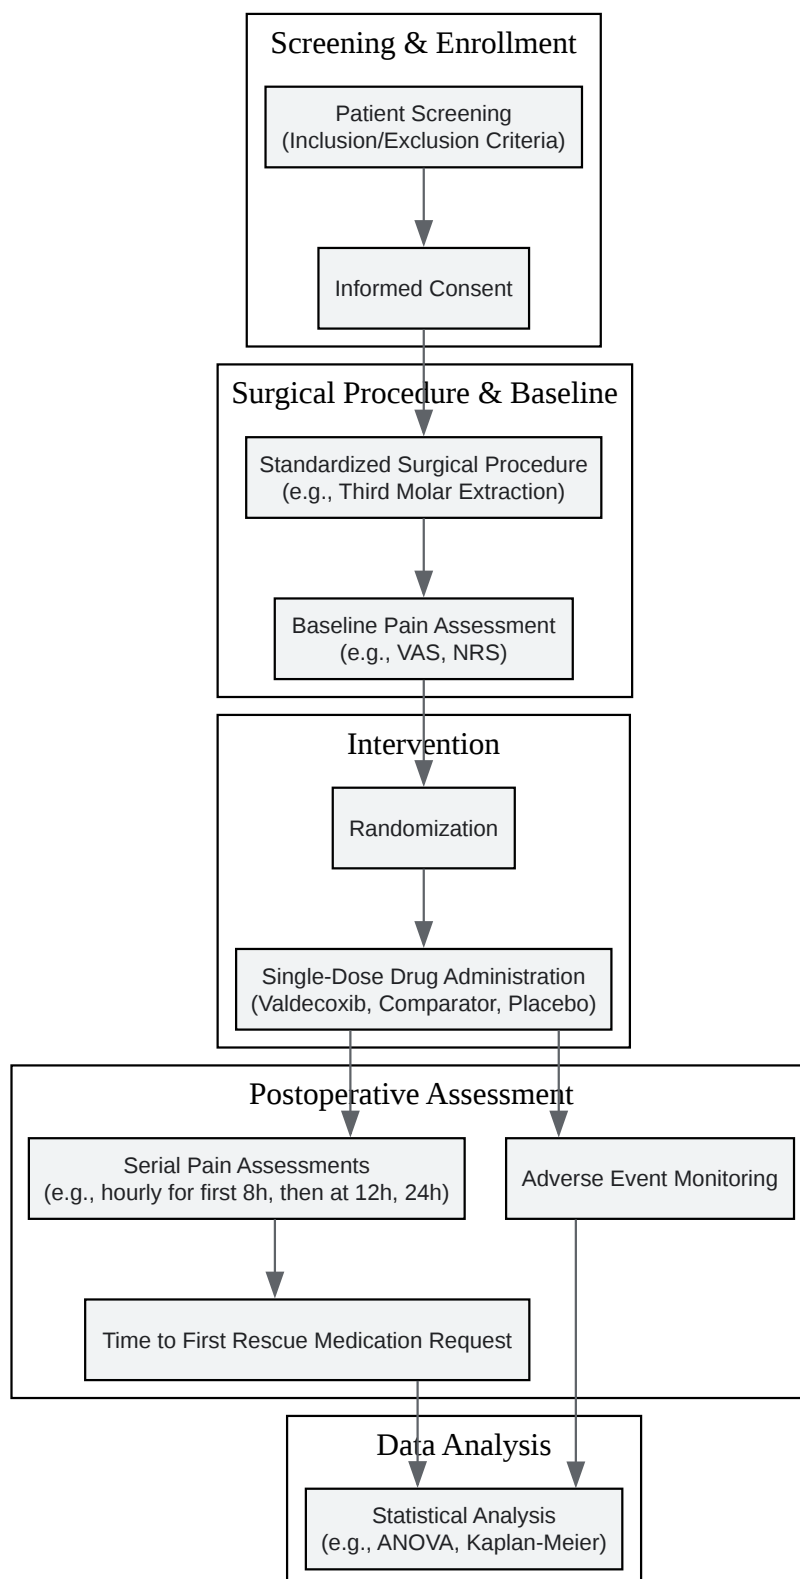 Screening & Enrollment
Patient Screening
(Inclusion/Exclusion Criteria)
Informed Consent
Surgical Procedure & Baseline
Standardized Surgical Procedure
(e.g., Third Molar Extraction)
Baseline Pain Assessment
(e.g., VAS, NRS)
Intervention
Randomization
Single-Dose Drug Administration
(Valdecoxib, Comparator, Placebo)
Postoperative Assessment
Serial Pain Assessments
(e.g., hourly for first 8h, then at 12h, 24h)
Adverse Event Monitoring
Time to First Rescue Medication Request
Data Analysis
Statistical Analysis
(e.g., ANOVA, Kaplan-Meier)